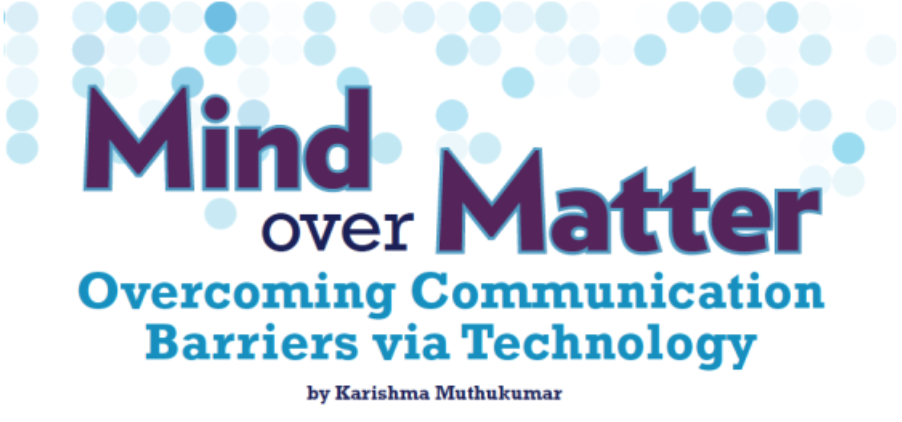 Mind
over Matter
Overcoming Communication
Barriers via Technology
by Karishma Muthukumar